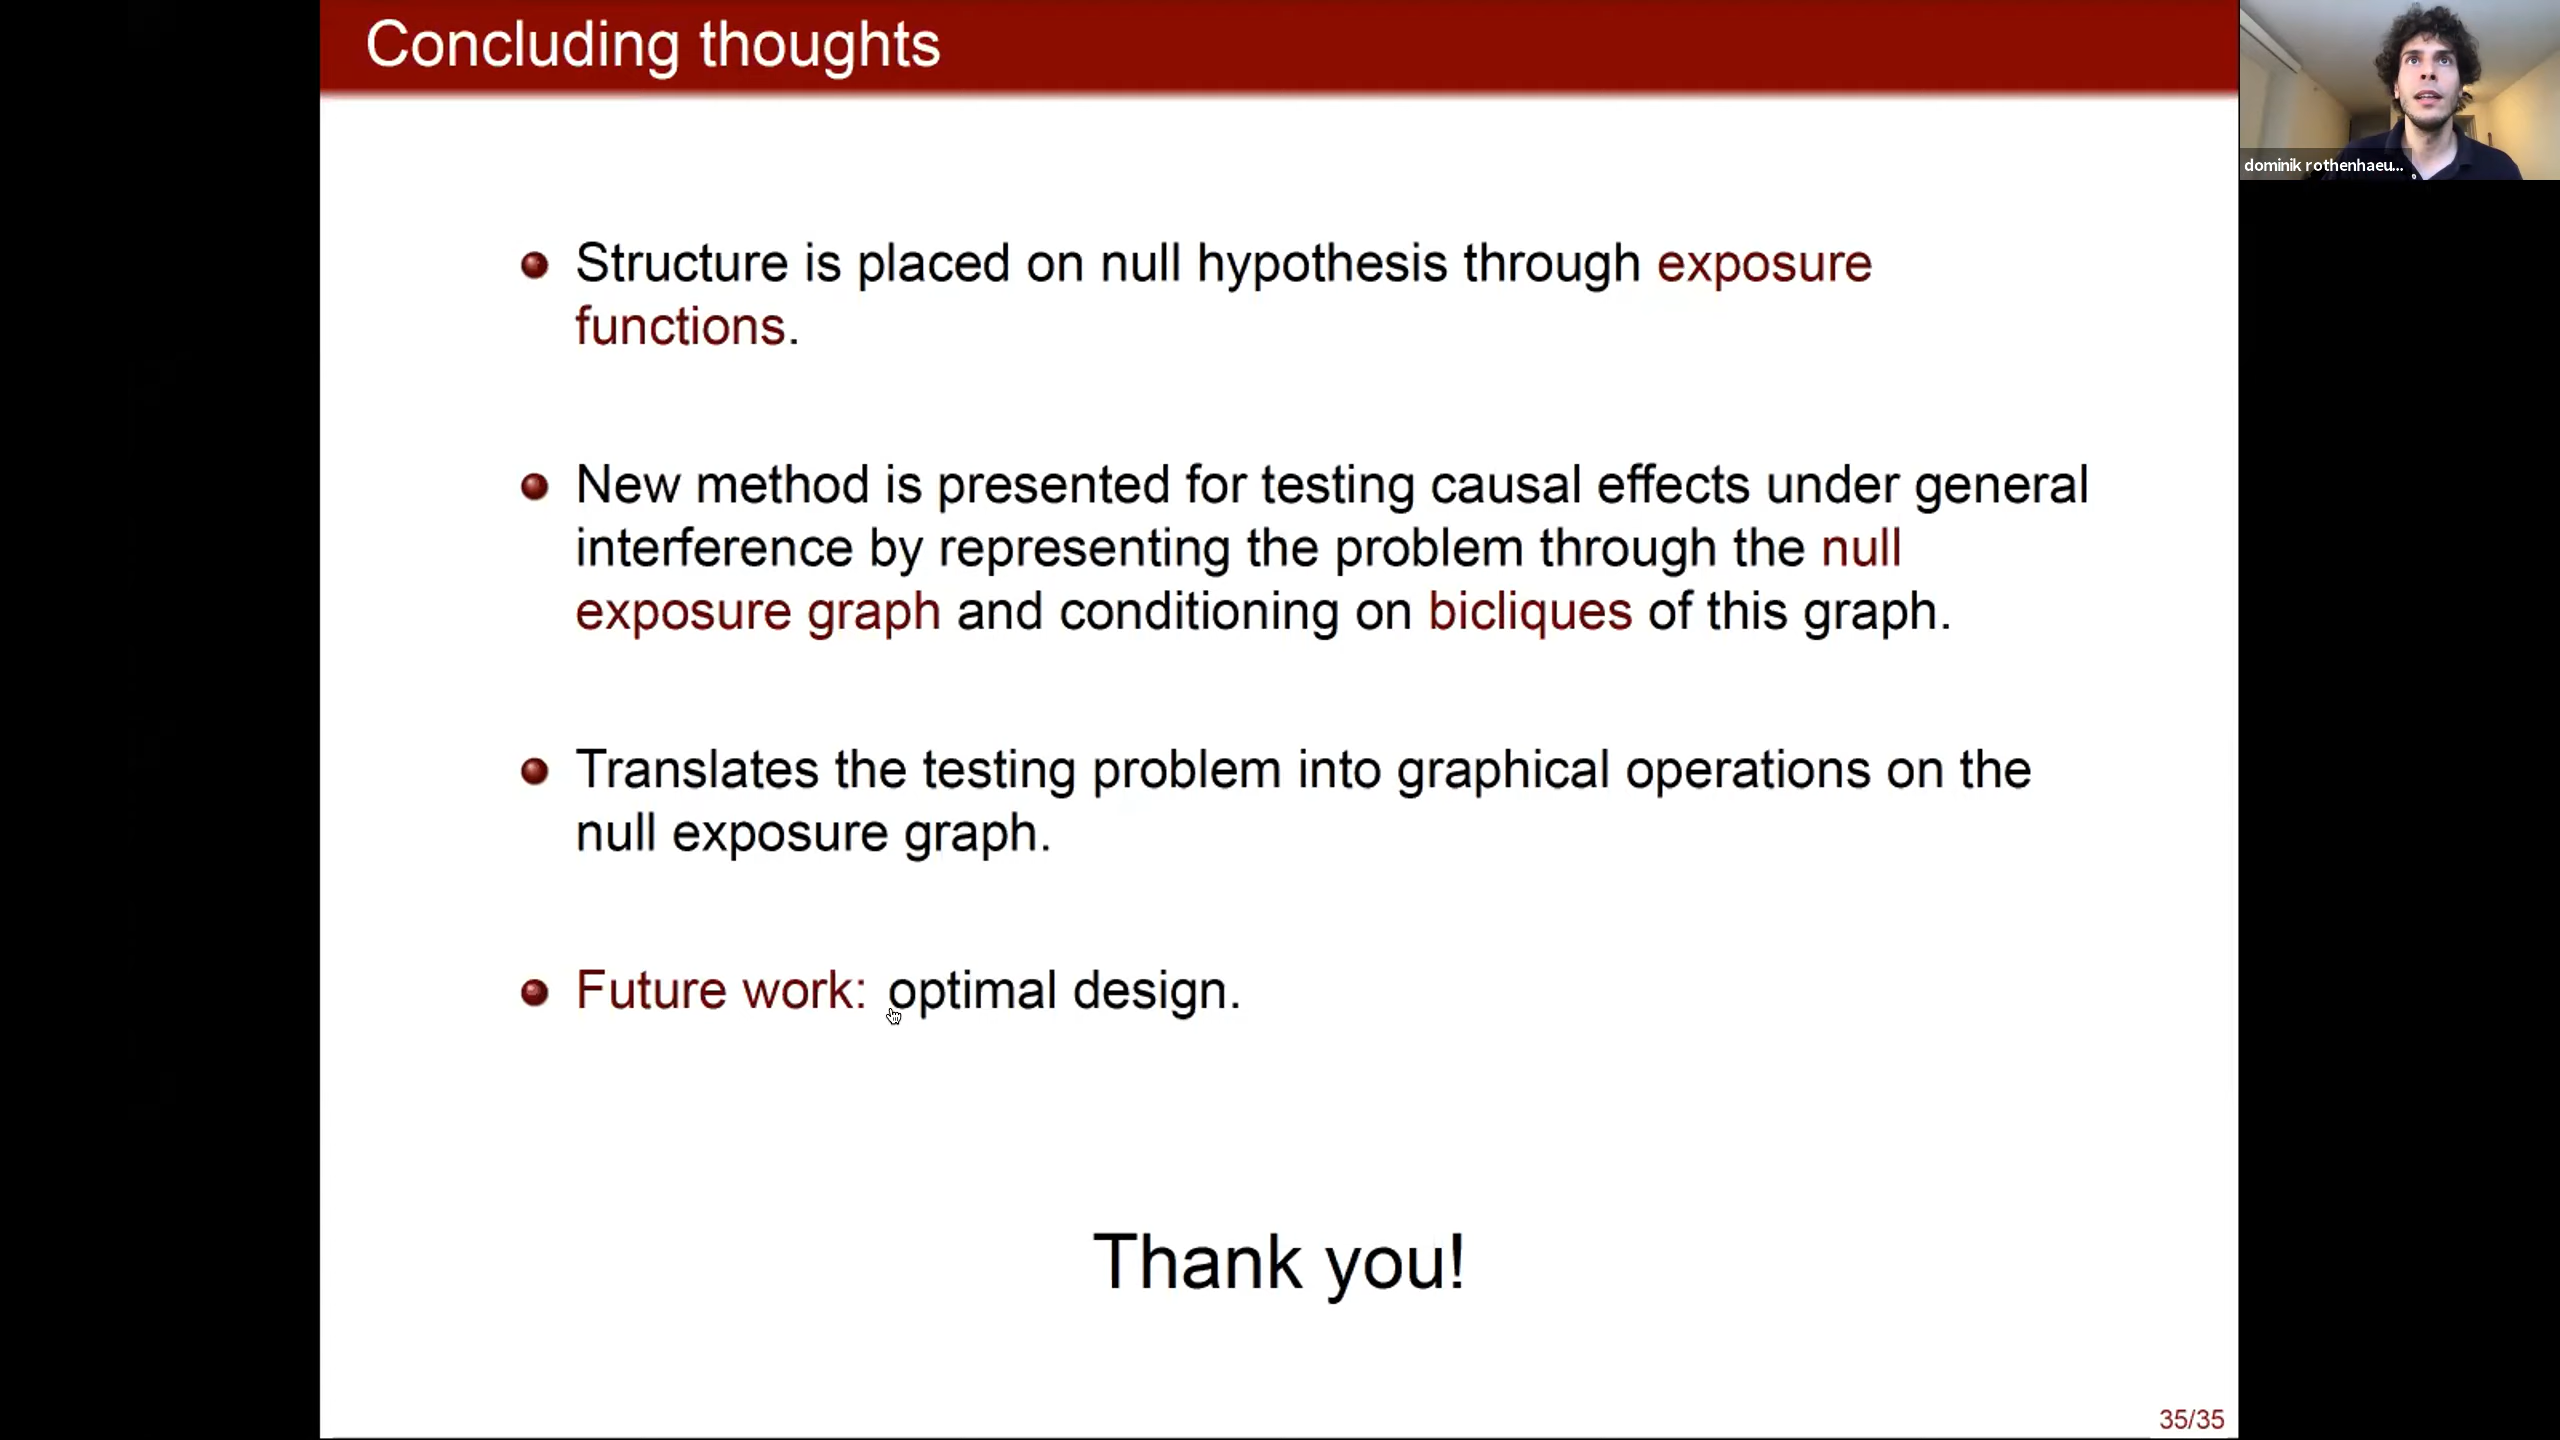 Concluding thoughts
dominik rothenhaeu...
Structure is placed on null hypothesis through exposure
functions.
New method is presented for testing causal effects under general
interference by representing the problem through the null
exposure graph and conditioning on bicliques of this graph.
Translates the testing problem into graphical operations on the
null exposure graph.
Future work: optimal design.
Thank you!
35/35